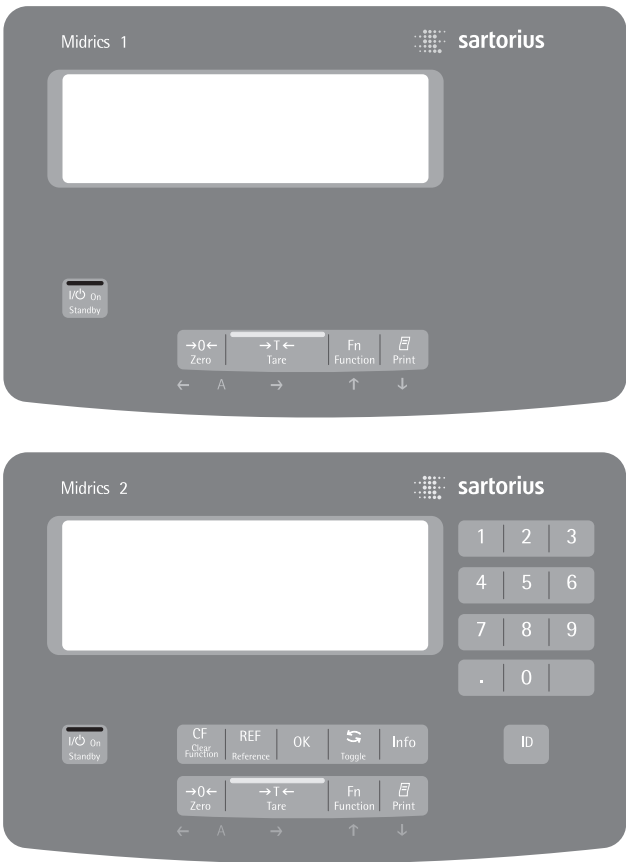 Midrics 1 sartorius
I/⏻ On
Standby
→0← →T← Fn
Zero Tare Function Print
← A → ↑ ↓
Midrics 2 sartorius
1 2 3
4 5 6
7 8 9
. 0
I/⏻ On
Standby
CF REF OK Info
Clear
Function Reference Toggle
ID
→0← →T← Fn
Zero Tare Function Print
← A → ↑ ↓